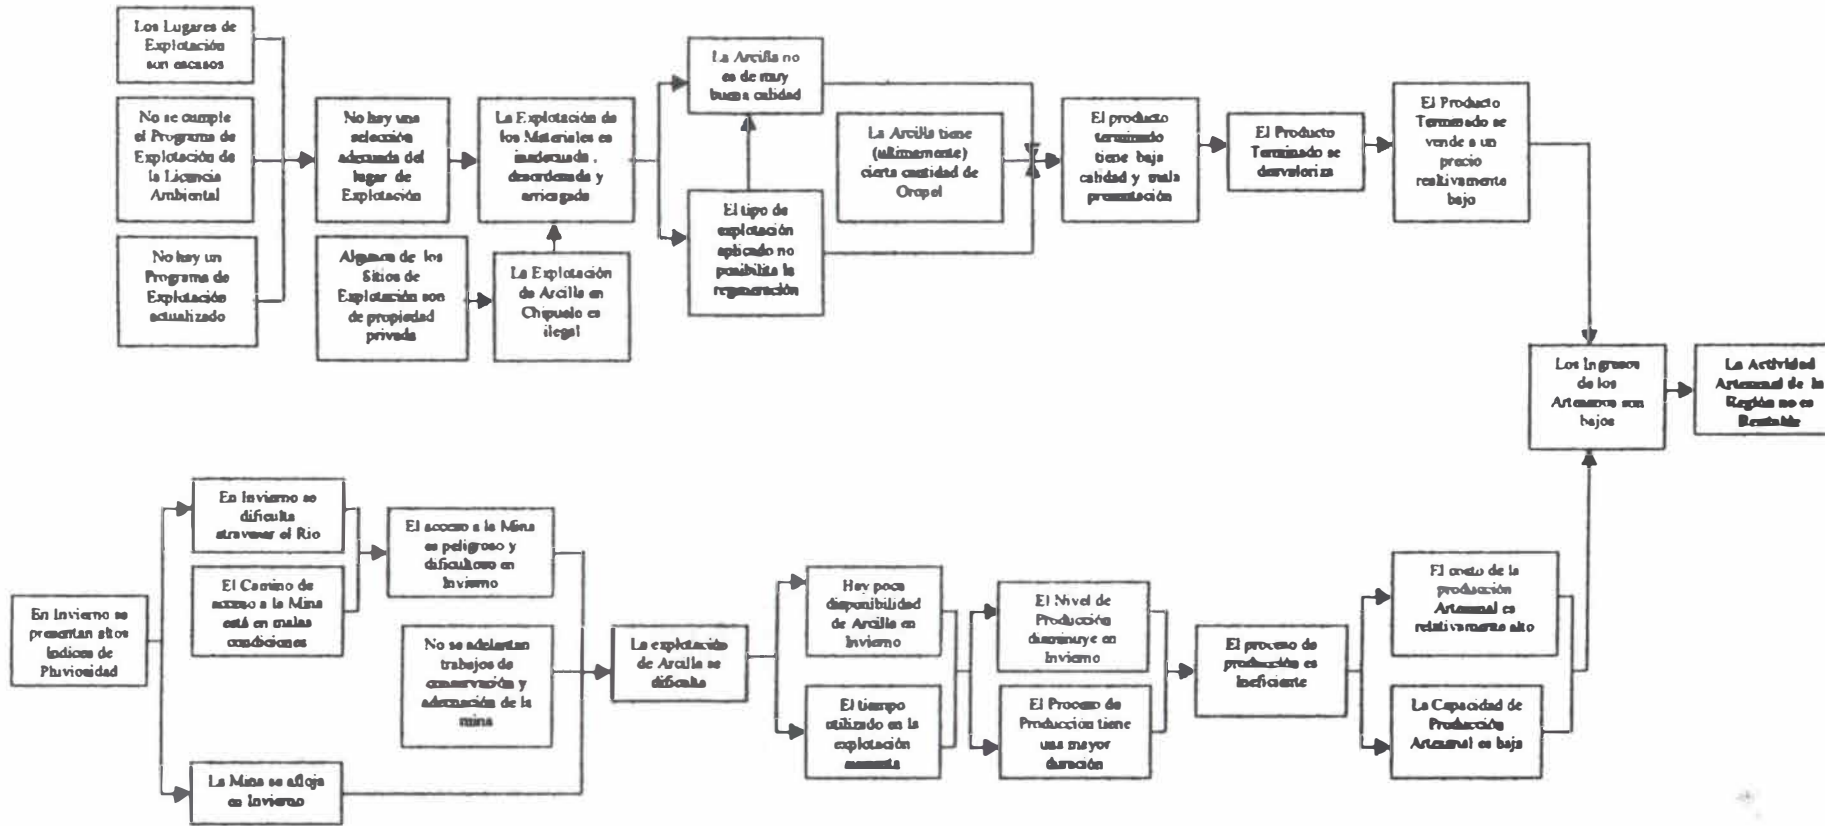 Los Lugares de
Explotación
son escasos
No se cumple
el Programa de
Explotación de
la Licencia
Ambiental
No hay un
Programa de
Explotación
actualizado
No hay una
selección
adecuada del
lugar de
Explotación
Algunos de los
Sitios de
Explotación son
de propiedad
privada
La Explotación de
los Materiales es
inadecuada,
desordenada y
arriesgada
La Explotación
de Arcilla en
Chipuelo es
ilegal
La Arcilla no
es de muy
buena calidad
El tipo de
explotación
aplicado no
posibilita la
regeneración
La Arcilla tiene
(ultimamente)
cierta cantidad de
Oropel
El producto
terminado
tiene baja
calidad y mala
presentación
El Producto
Terminado se
desvaloriza
El Producto
Terminado se
vende a un
precio
realtivamente
bajo
Los Ingresos
de los
Artesanos son
bajos
La Actividad
Artesanal de la
Región no es
Rentable
En Invierno se
presentan altos
Indices de
Pluviosidad
En Invierno se
dificulta
atravesar el Rio
El Camino de
acceso a la Mina
está en malas
condiciones
La Mina se afloja
en Invierno
El acceso a la Mina
es peligroso y
dificultoso en
Invierno
No se adelantan
trabajos de
conservación y
adecuación de la
mina
La explotación
de Arcilla se
dificulta
Hay poca
disponibilidad
de Arcilla en
Invierno
El tiempo
utilizado en la
explotación
aumenta
El Nivel de
Producción
disminuye en
Invierno
El Proceso de
Producción tiene
una mayor
duración
El proceso de
producción es
Ineficiente
El costo de la
producción
Artesanal es
relativamente alto
La Capacidad de
Producción
Artesanal es baja